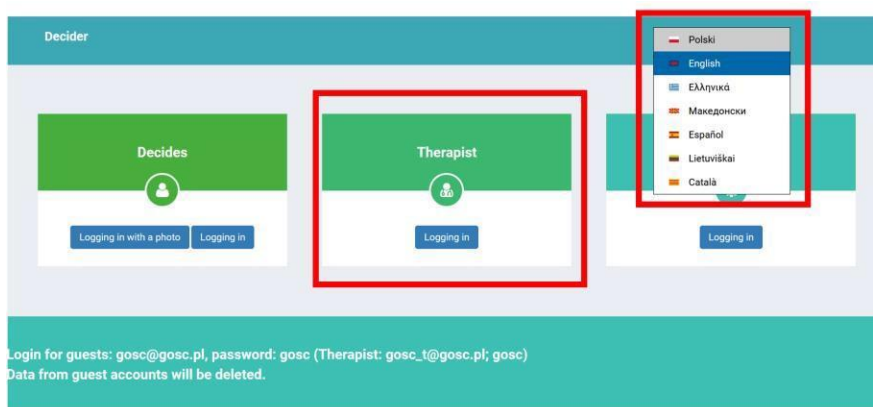 Decider
Polski
English
Ελληνικά
Македонски
Español
Lietuviškai
Català
Decides
Therapist
Logging in with a photo
Logging in
Logging in
Logging in
Login for guests: gosc@gosc.pl, password: gosc (Therapist: gosc_t@gosc.pl; gosc)
Data from guest accounts will be deleted.